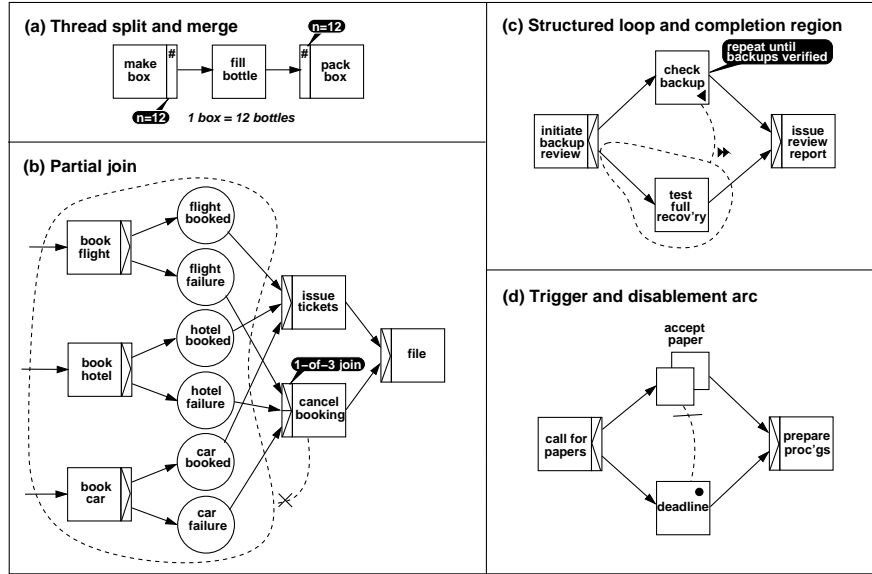 (a) Thread split and merge
n=12
#
#
make
box
fill
bottle
pack
box
n=12
1 box = 12 bottles
(b) Partial join
flight
booked
book
flight
flight
failure
issue
tickets
hotel
booked
file
book
hotel
1−of−3 join
hotel
failure
cancel
booking
car
booked
book
car
car
failure
(c) Structured loop and completion region
repeat until
backups verified
check
backup
initiate
backup
review
issue
review
report
test
full
recov'ry
(d) Trigger and disablement arc
accept
paper
call for
papers
prepare
proc'gs
deadline